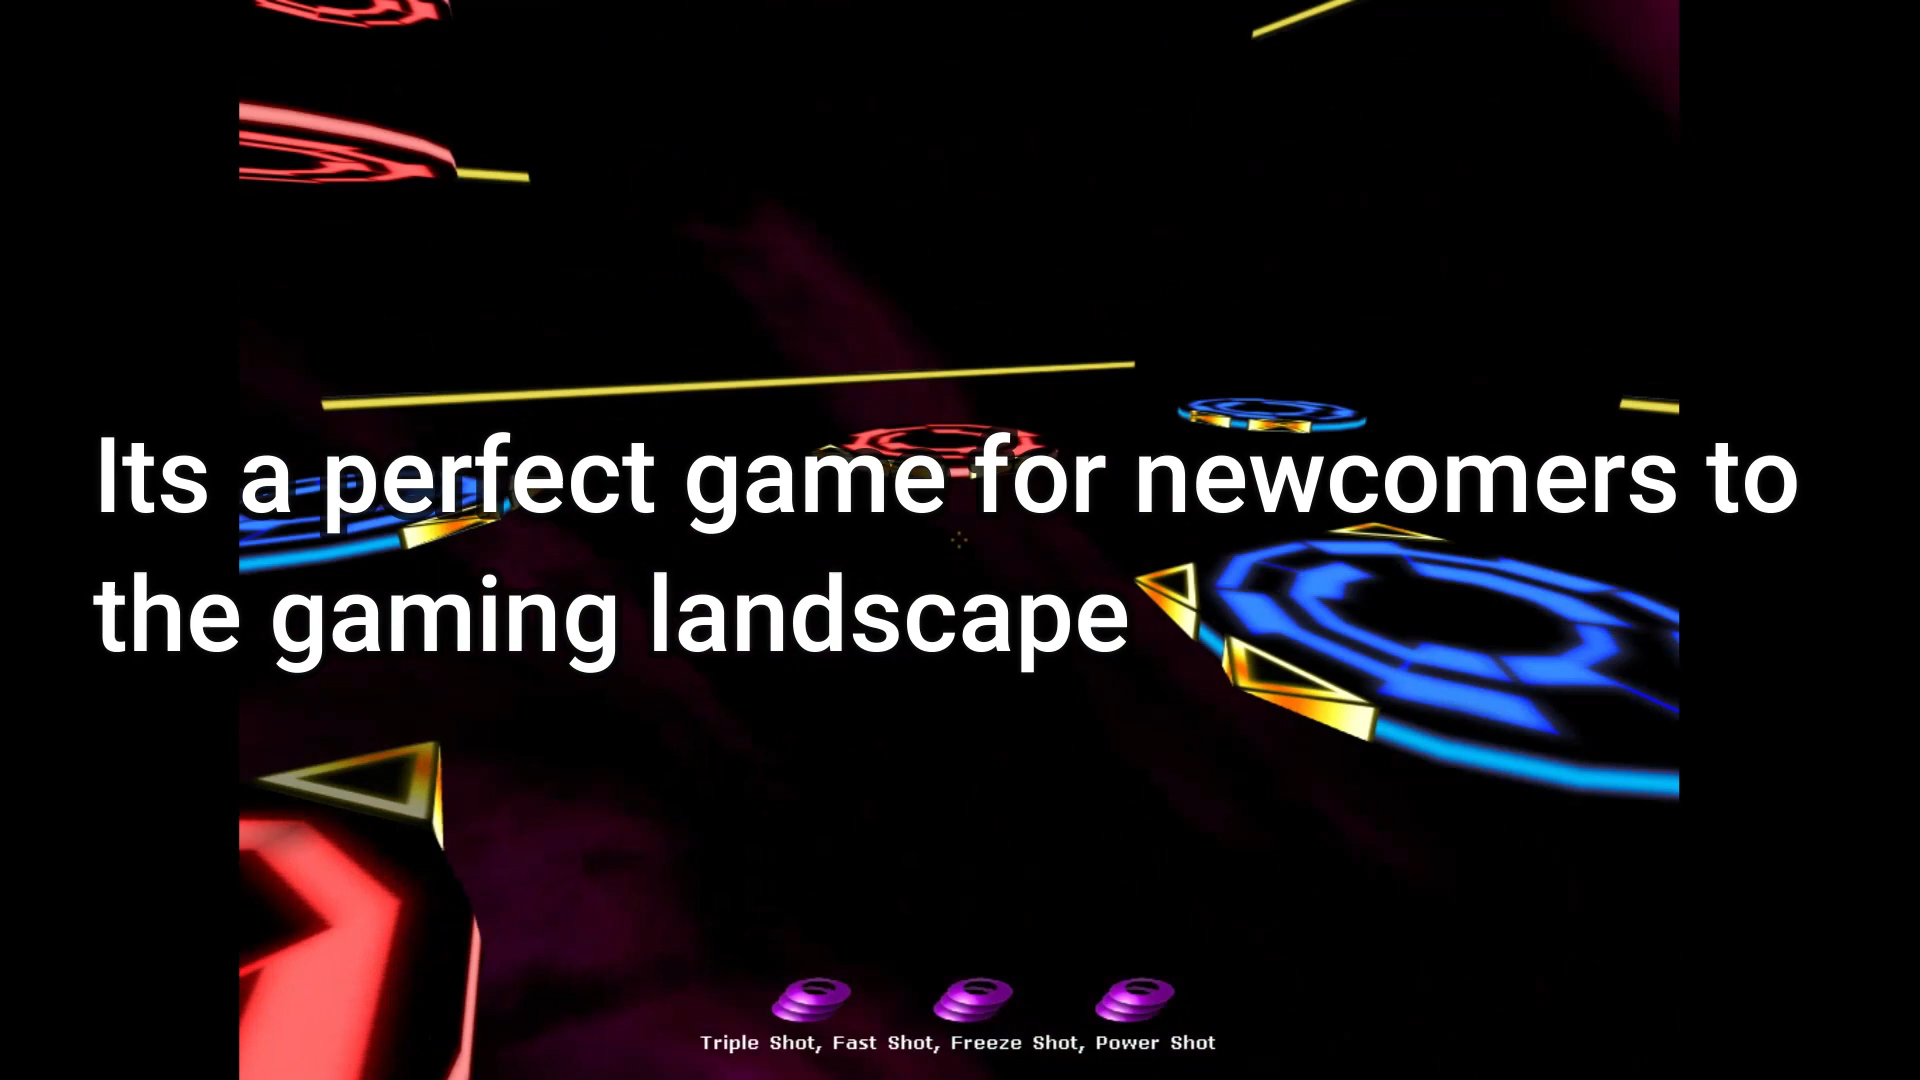 Its a perfect game for newcomers to
the gaming landscape
Triple Shot, Fast Shot, Freeze Shot, Power Shot